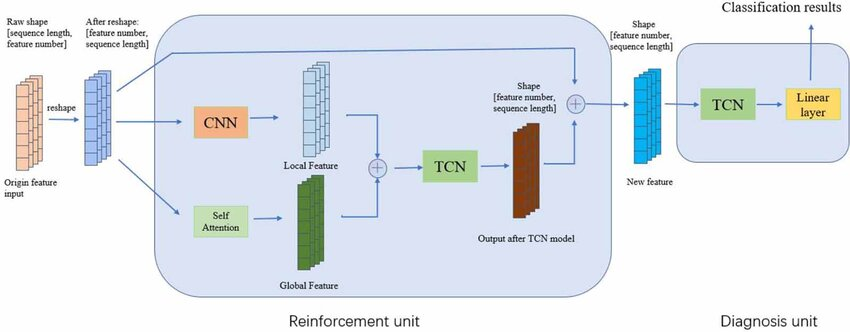 Classification results
Raw shape
[sequence length,
feature number]
After reshape:
[feature number,
sequence length]
Shape
[feature number,
sequence length]
reshape
CNN
Local Feature
Shape
[feature number,
sequence length]
TCN
TCN
Linear
layer
Origin feature
input
New feature
Self
Attention
Output after TCN model
Global Feature
Reinforcement unit
Diagnosis unit